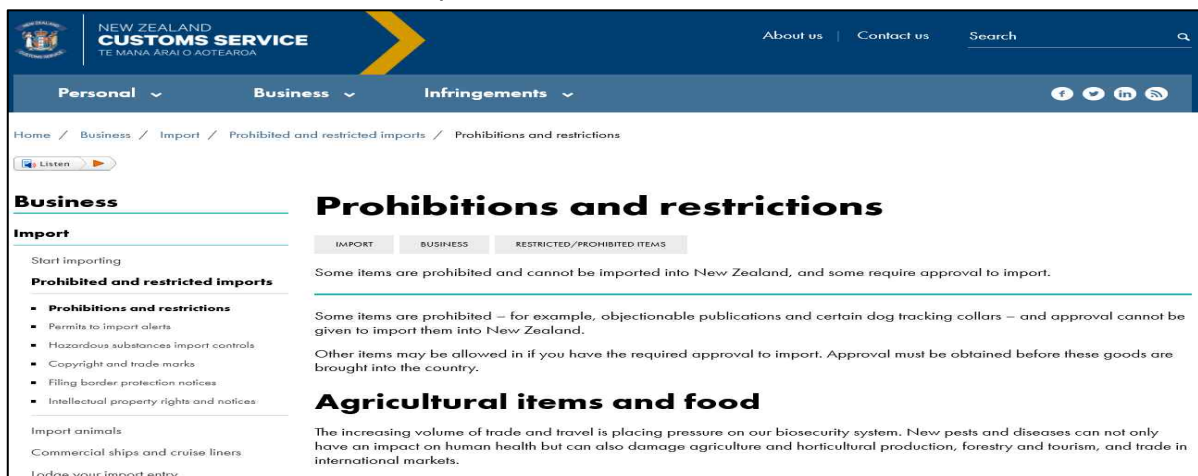 NEW ZEALAND
CUSTOMS SERVICE
TE MANA ĀRAI O AOTEAROA
About us | Contact us Search
Personal Business Infringements
Home / Business / Import / Prohibited and restricted imports / Prohibitions and restrictions
Listen
Business
Import
Start importing
Prohibited and restricted imports
Prohibitions and restrictions
Permits to import alerts
Hazardous substances import controls
Copyright and trade marks
Filing border protection notices
Intellectual property rights and notices
Import animals
Commercial ships and cruise liners
Lodge your import entry
Prohibitions and restrictions
IMPORT BUSINESS RESTRICTED/PROHIBITED ITEMS
Some items are prohibited and cannot be imported into New Zealand, and some require approval to import.
Some items are prohibited – for example, objectionable publications and certain dog tracking collars – and approval cannot be
given to import them into New Zealand.
Other items may be allowed in if you have the required approval to import. Approval must be obtained before these goods are
brought into the country.
Agricultural items and food
The increasing volume of trade and travel is placing pressure on our biosecurity system. New pests and diseases can not only
have an impact on human health but can also damage agriculture and horticultural production, forestry and tourism, and trade in
international markets.